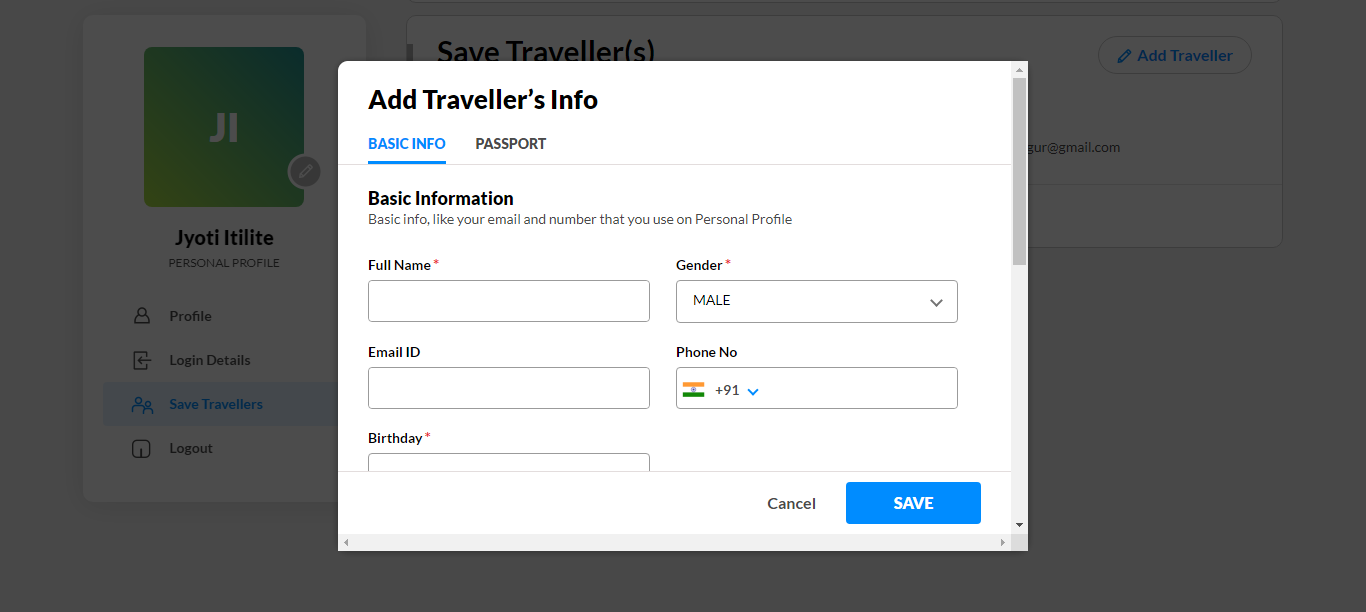 JI
Jyoti Itilite
PERSONAL PROFILE
Profile
Login Details
Save Travellers
Logout
Save Traveller(s)
Add Traveller
gur@gmail.com
Add Traveller’s Info
BASIC INFO PASSPORT
Basic Information
Basic info, like your email and number that you use on Personal Profile
Full Name * Gender *
MALE
Email ID Phone No
+91
Birthday *
Cancel SAVE